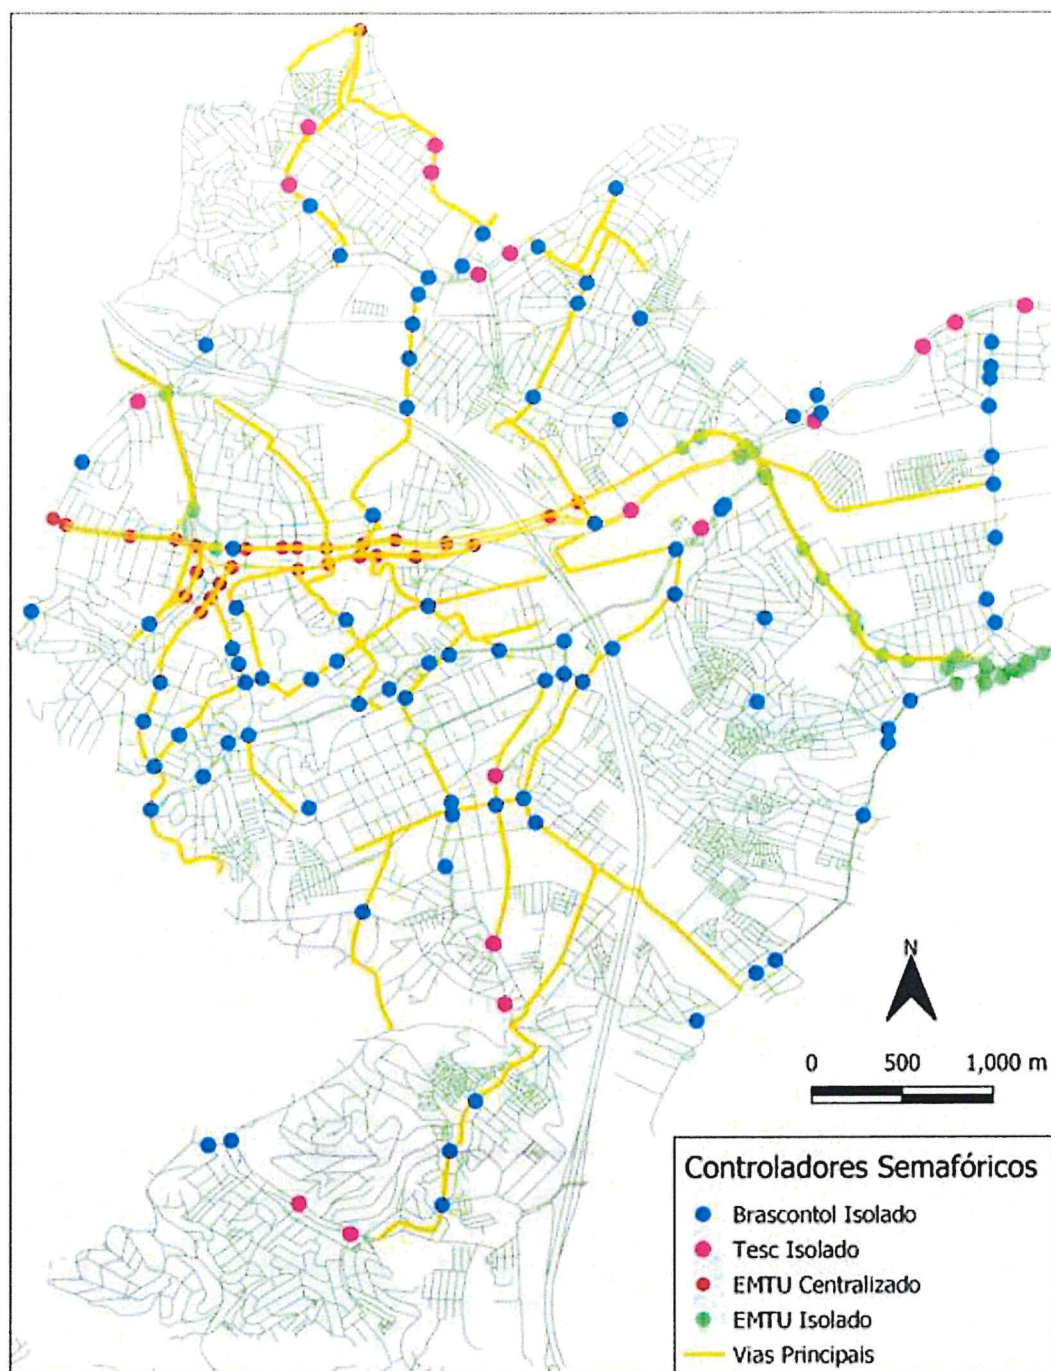 N
0 500 1,000 m
Controladores Semafóricos
Brascontol Isolado
Tesc Isolado
EMTU Centralizado
EMTU Isolado
Vias Principais